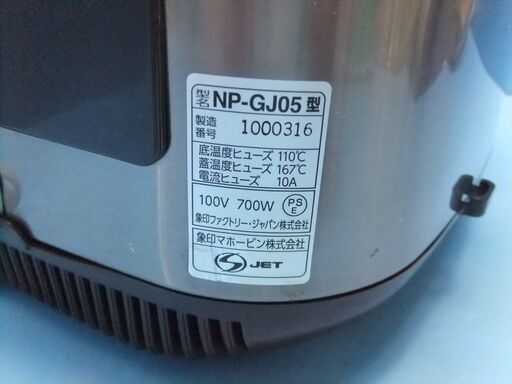 型名 NP-GJ05 型
製造番号 1000316
底温度ヒューズ 110℃
蓋温度ヒューズ 167℃
電流ヒューズ 10A
100V 700W PSE
象印ファクトリー・ジャパン株式会社
象印マホービン株式会社
S JET